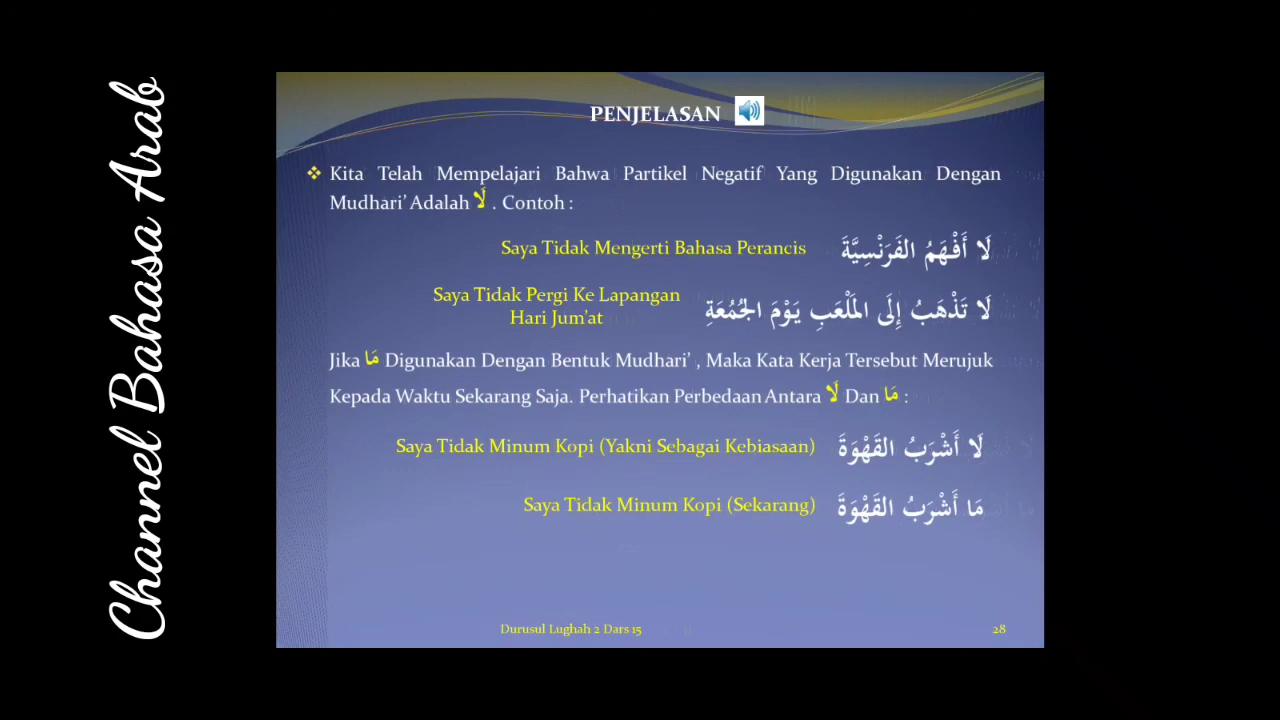 Channel Bahasa Arab
PENJELASAN
❖ Kita Telah Mempelajari Bahwa Partikel Negatif Yang Digunakan Dengan
Mudhari’ Adalah لَا . Contoh :
Saya Tidak Mengerti Bahasa Perancis لَا أَفْهَمُ الفَرَنْسِيَّةَ
Saya Tidak Pergi Ke Lapangan
Hari Jum’at
لَا تَذْهَبُ إِلَى المَلْعَبِ يَوْمَ الجُمُعَةِ
Jika مَا Digunakan Dengan Bentuk Mudhari’ , Maka Kata Kerja Tersebut Merujuk
Kepada Waktu Sekarang Saja. Perhatikan Perbedaan Antara لَا Dan مَا :
Saya Tidak Minum Kopi (Yakni Sebagai Kebiasaan) لَا أَشْرَبُ القَهْوَةَ
Saya Tidak Minum Kopi (Sekarang) مَا أَشْرَبُ القَهْوَةَ
Durusul Lughah 2 Dars 15
28